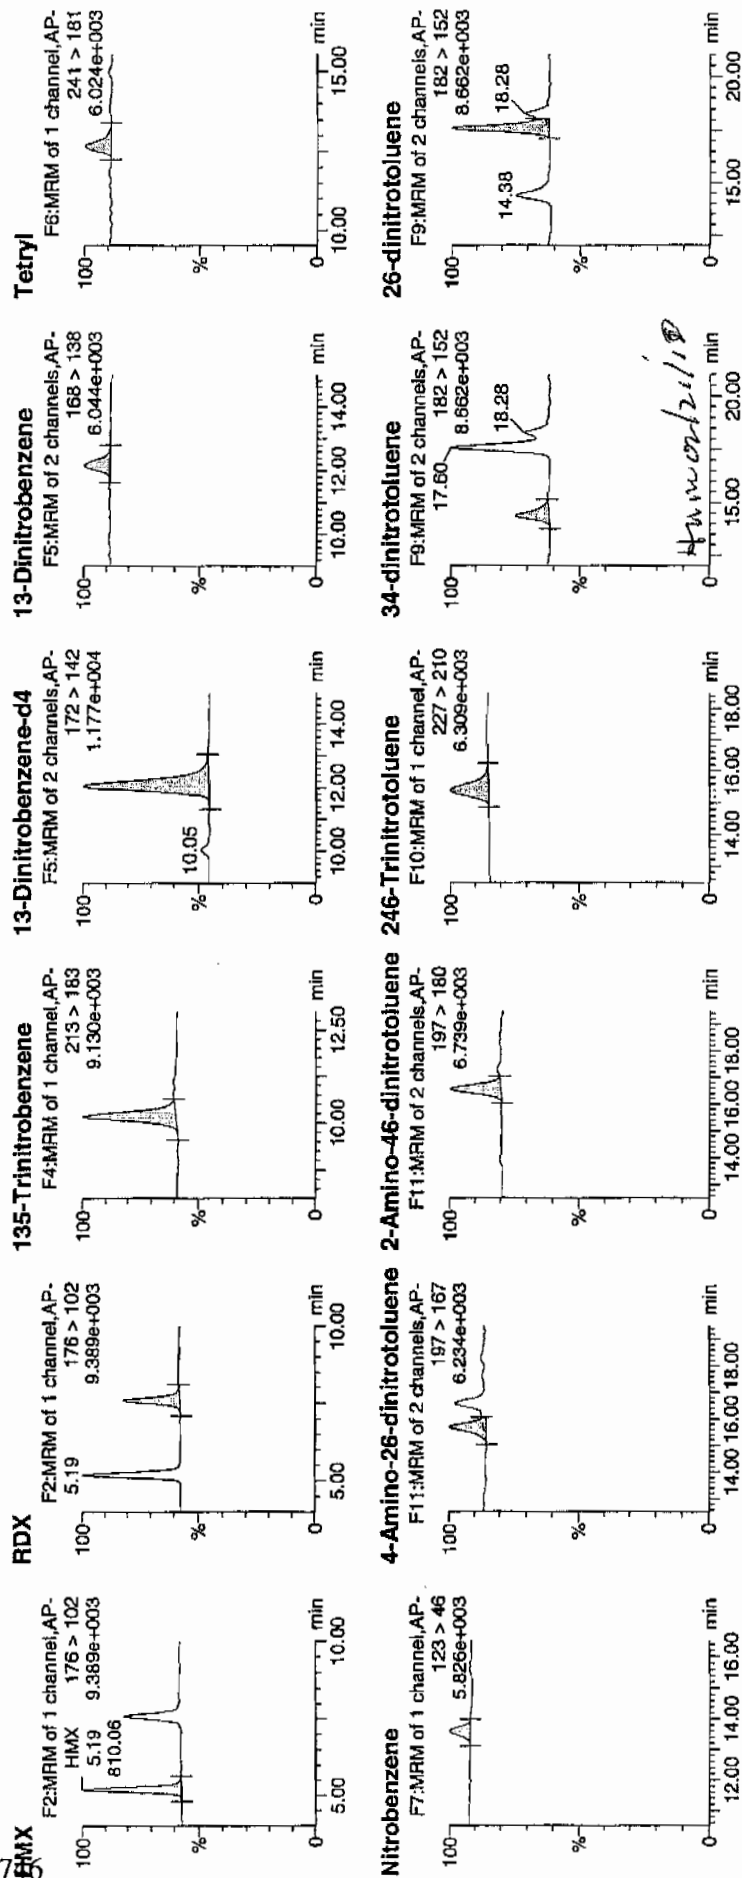 HMX
F2:MRM of 1 channel,AP-
HMX 176 > 102
5.19 9.389e+003
810.06
100
%
0
5.00 10.00
min
RDX
F2:MRM of 1 channel,AP-
5.19 176 > 102
9.389e+003
100
%
0
5.00 10.00
min
135-Trinitrobenzene
F4:MRM of 1 channel,AP-
213 > 183
9.130e+003
100
%
0
10.00 12.50
min
13-Dinitrobenzene-d4
F5:MRM of 2 channels,AP-
172 > 142
1.177e+004
10.05
100
%
0
10.00 12.00 14.00
min
13-Dinitrobenzene
F5:MRM of 2 channels,AP-
168 > 138
6.044e+003
100
%
0
10.00 12.00 14.00
min
Tetryl
F6:MRM of 1 channel,AP-
241 > 181
6.024e+003
100
%
0
10.00 15.00
min
Nitrobenzene
F7:MRM of 1 channel,AP-
123 > 46
5.826e+003
100
%
0
12.00 14.00 16.00
min
4-Amino-26-dinitrotoluene
F11:MRM of 2 channels,AP-
197 > 167
6.234e+003
100
%
0
14.00 16.00 18.00
min
2-Amino-46-dinitrotoluene
F11:MRM of 2 channels,AP-
197 > 180
6.739e+003
100
%
0
14.00 16.00 18.00
min
246-Trinitrotoluene
F10:MRM of 1 channel,AP-
227 > 210
6.309e+003
100
%
0
14.00 16.00 18.00
min
34-dinitrotoluene
F9:MRM of 2 channels,AP-
17.60 182 > 152
8.662e+003
18.28
100
%
0
15.00 20.00
min
26-dinitrotoluene
F9:MRM of 2 channels,AP-
182 > 152
8.662e+003
14.38
18.28
100
%
0
15.00 20.00
min